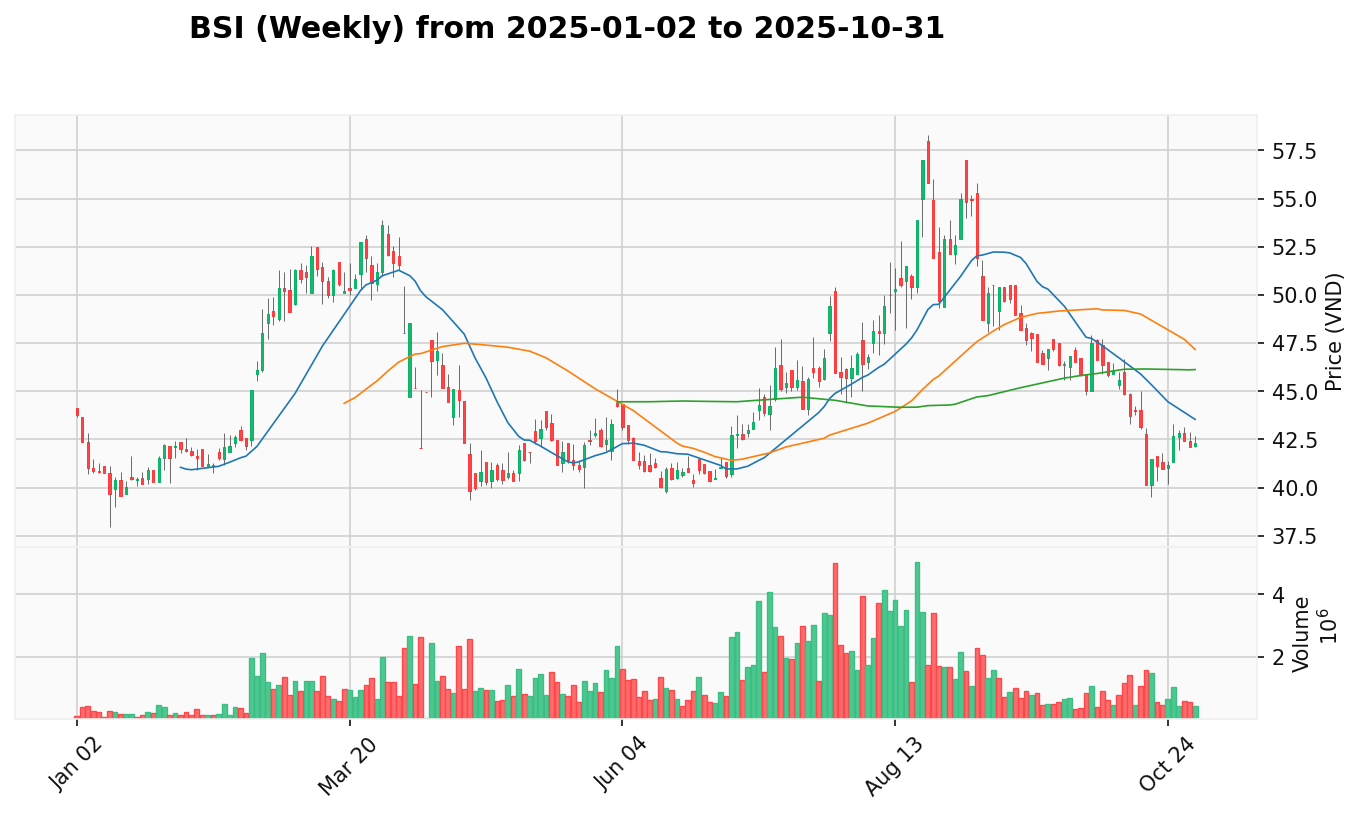 BSI (Weekly) from 2025-01-02 to 2025-10-31
57.5
55.0
52.5
50.0
47.5
45.0
42.5
40.0
37.5
Price (VND)
4
2
Volume
10^6
Jan 02
Mar 20
Jun 04
Aug 13
Oct 24